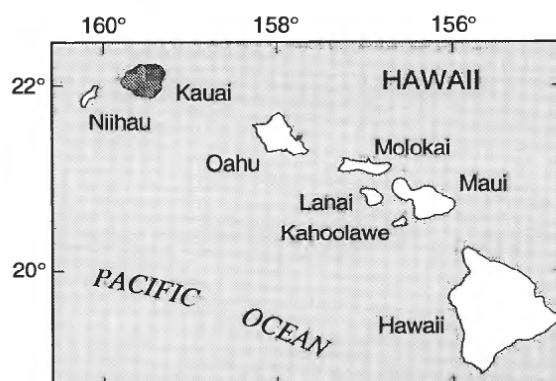 160° 158° 156°
22°
HAWAII
Kauai
Niihau
Oahu
Molokai
Lanai
Maui
Kahoolawe
20°
PACIFIC
OCEAN
Hawaii